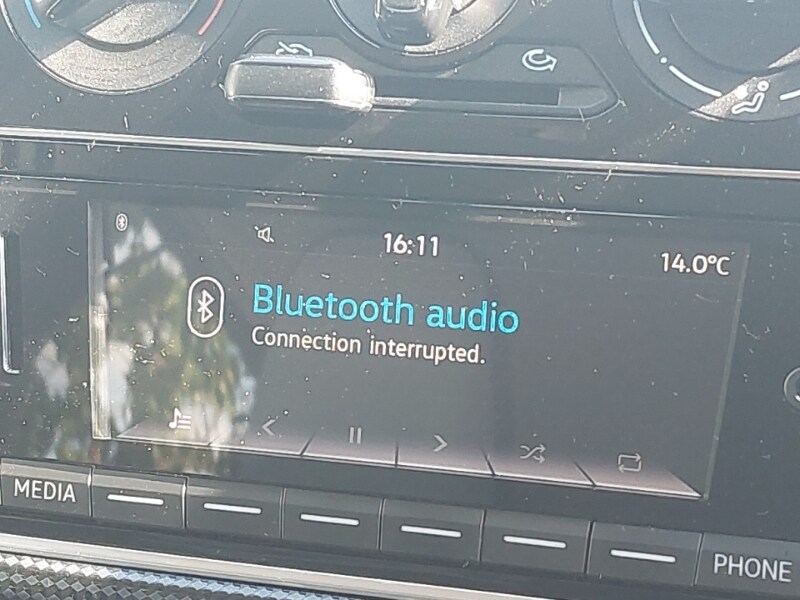 16:11
14.0°C
Bluetooth audio
Connection interrupted.
MEDIA
PHONE